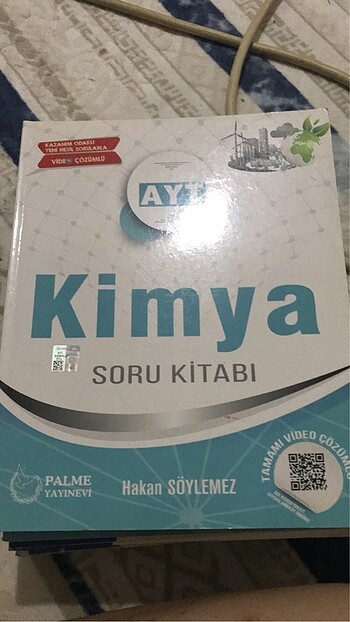 KAZANIM ODAKLI
YENİ NESİL SORULARLA
VİDEO ÇÖZÜMLÜ
AYT
Kimya
SORU KİTABI
PALME
YAYINEVİ
Hakan SÖYLEMEZ
TAMAMI VİDEO ÇÖZÜMLÜ